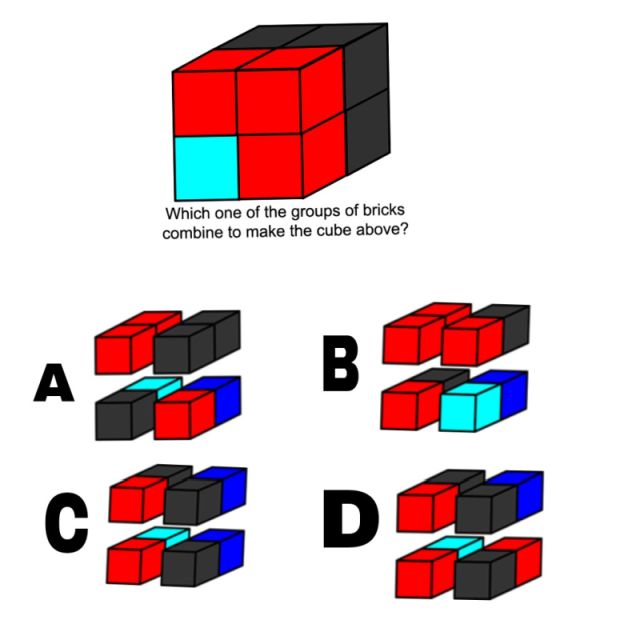 Which one of the groups of bricks
combine to make the cube above?
A
B
C
D